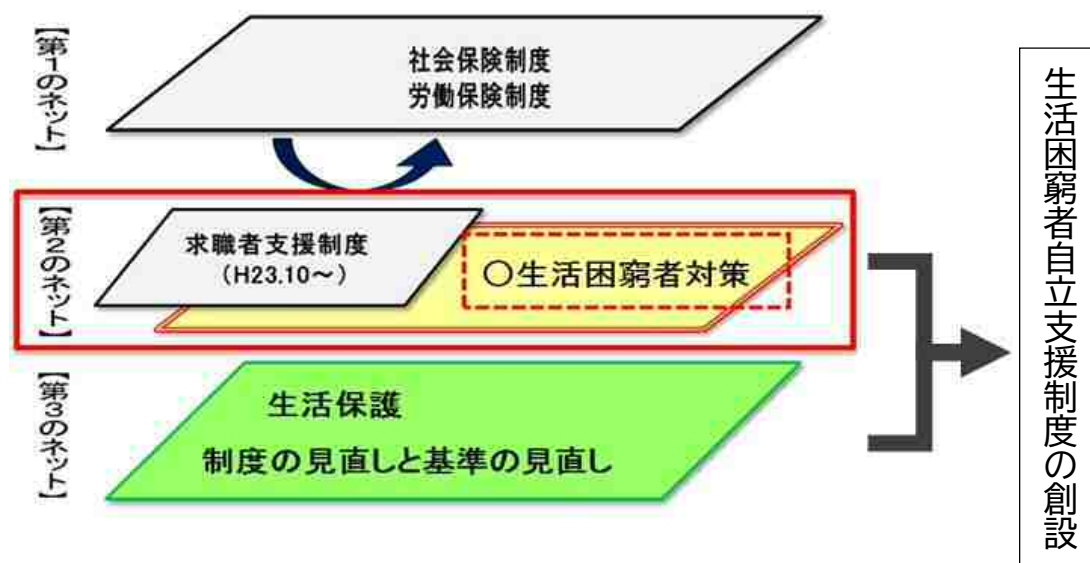 【第1のネット】
社会保険制度
労働保険制度
【第2のネット】
求職者支援制度
(H23.10～)
○生活困窮者対策
【第3のネット】
生活保護
制度の見直しと基準の見直し
生活困窮者自立支援制度の創設